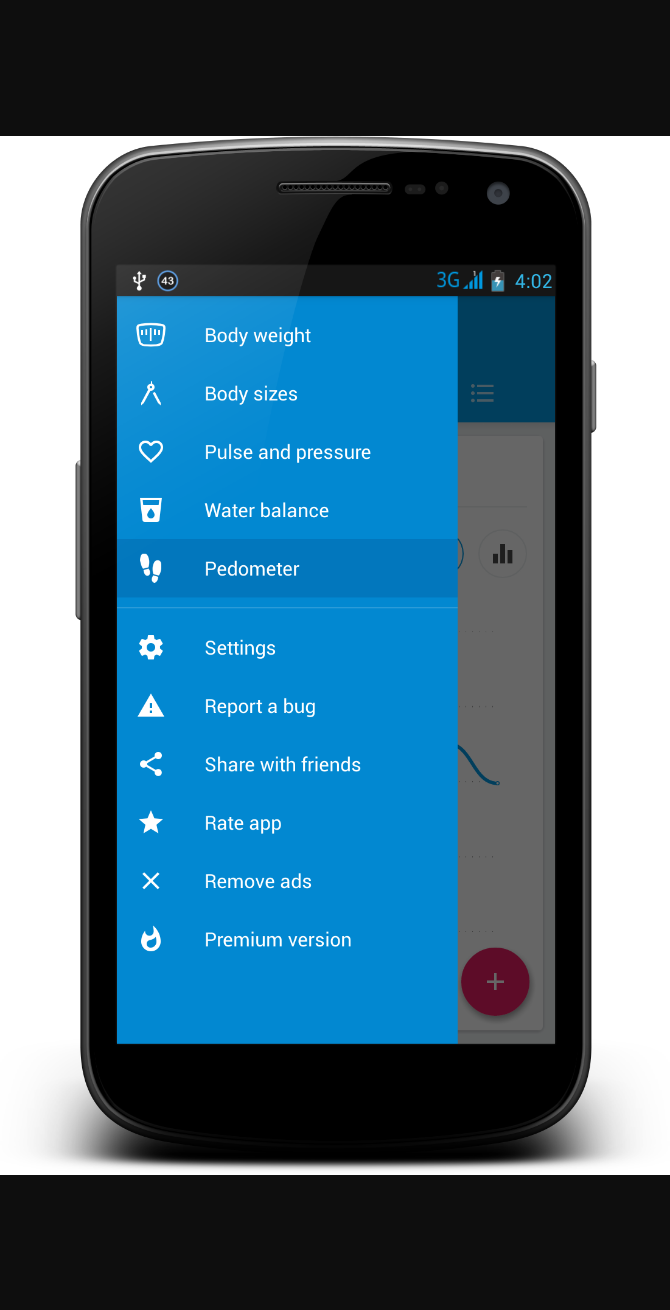 43 3G 1 4:02
Body weight
Body sizes
Pulse and pressure
Water balance
Pedometer
Settings
Report a bug
Share with friends
Rate app
Remove ads
Premium version